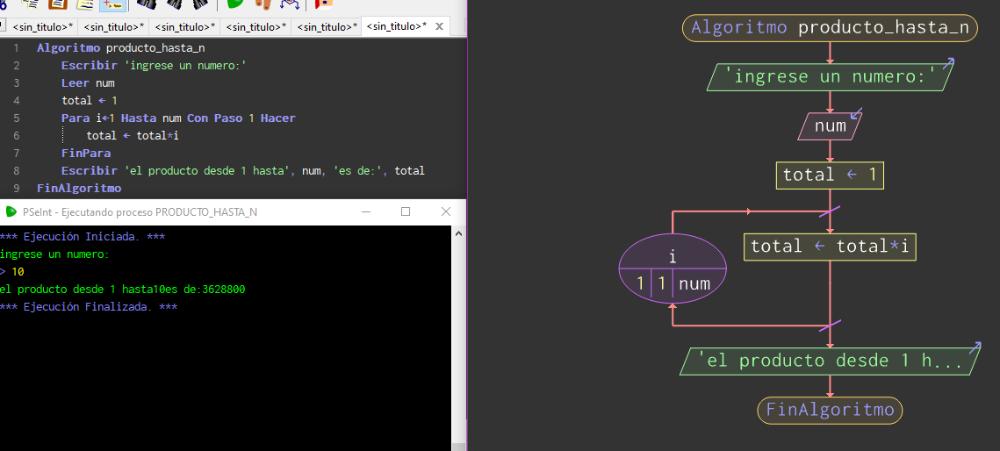 <sin_titulo>* <sin_titulo>* <sin_titulo>* <sin_titulo>* <sin_titulo>* <sin_titulo>*
1 Algoritmo producto_hasta_n
2 Escribir 'ingrese un numero:'
3 Leer num
4 total ← 1
5 Para i←1 Hasta num Con Paso 1 Hacer
6 total ← total*i
7 FinPara
8 Escribir 'el producto desde 1 hasta', num, 'es de:', total
9 FinAlgoritmo
PSeInt - Ejecutando proceso PRODUCTO_HASTA_N
*** Ejecución Iniciada. ***
ingrese un numero:
> 10
el producto desde 1 hasta10es de:3628800
*** Ejecución Finalizada. ***
Algoritmo producto_hasta_n
'ingrese un numero:'
num
total ← 1
total ← total*i
i
1 1 num
'el producto desde 1 h...
FinAlgoritmo